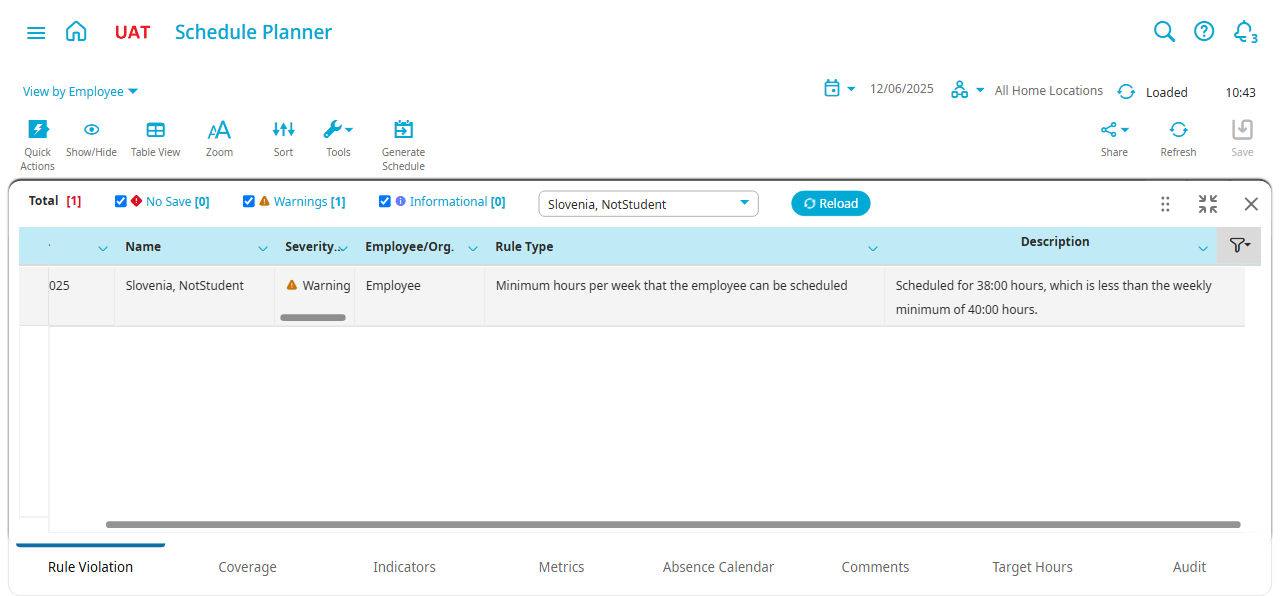 UAT Schedule Planner
3
View by Employee
12/06/2025 All Home Locations Loaded 10:43
Quick Actions
Show/Hide
Table View
Zoom
Sort
Tools
Generate Schedule
Share
Refresh
Save
Total [1] No Save [0] Warnings [1] Informational [0] Slovenia, NotStudent Reload
Name Severity... Employee/Org. Rule Type Description
025 Slovenia, NotStudent Warning Employee Minimum hours per week that the employee can be scheduled Scheduled for 38:00 hours, which is less than the weekly
minimum of 40:00 hours.
Rule Violation Coverage Indicators Metrics Absence Calendar Comments Target Hours Audit